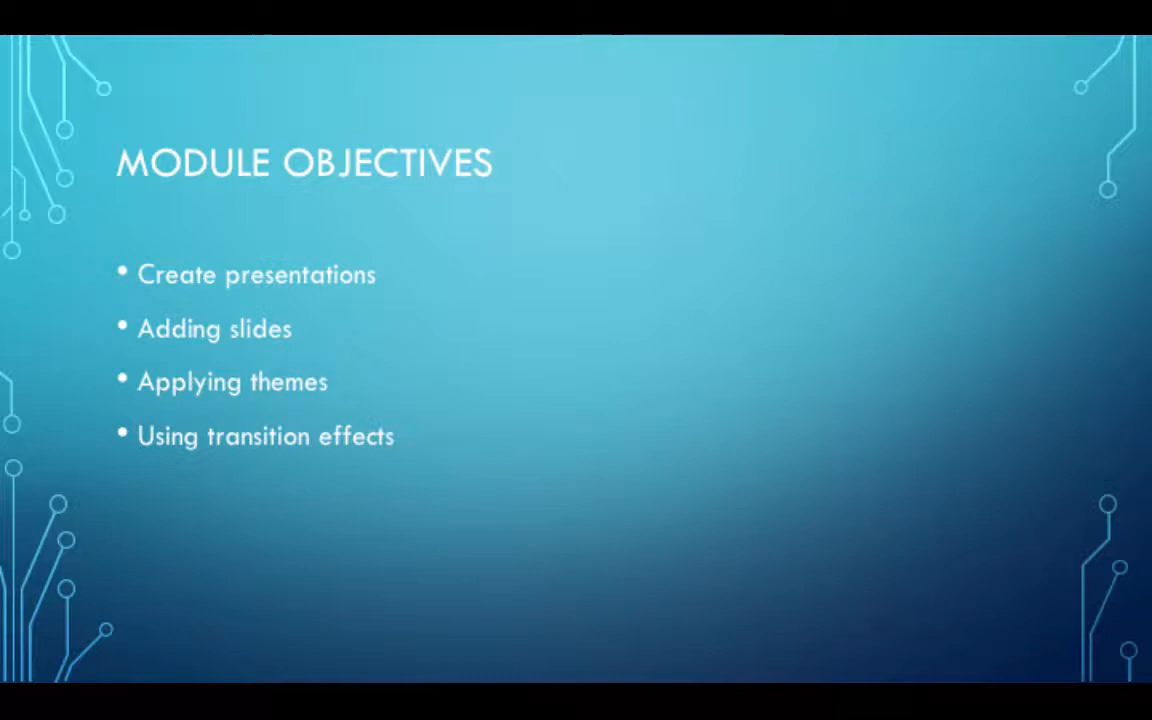 MODULE OBJECTIVES
• Create presentations
• Adding slides
• Applying themes
• Using transition effects